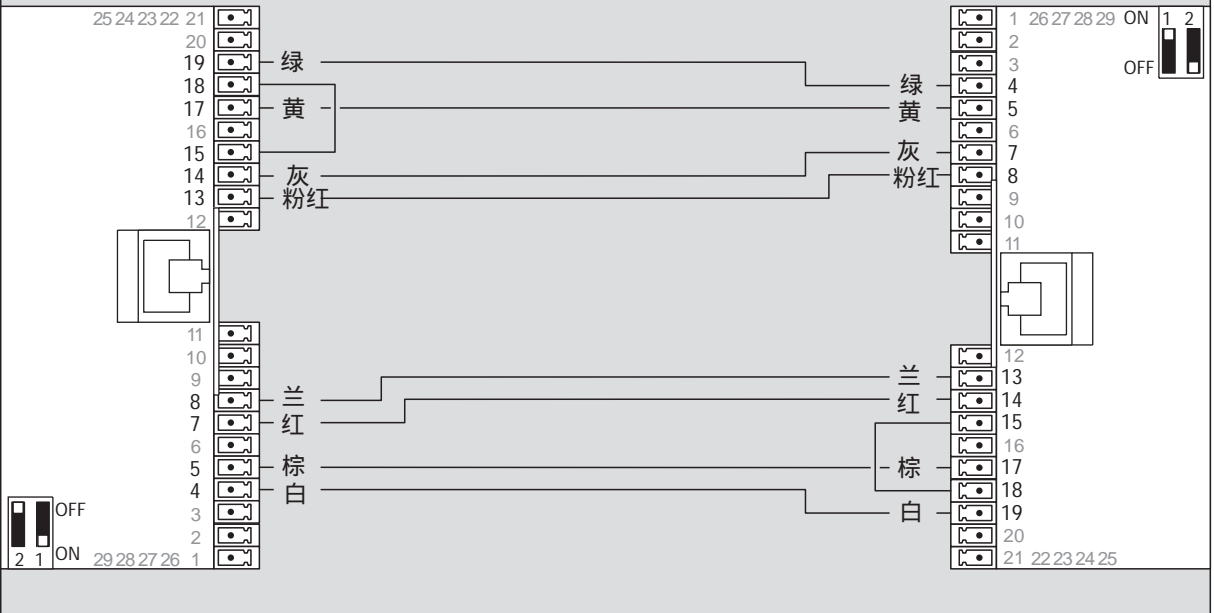 25 24 23 22 21 1 26 27 28 29 ON 1 2
20 2
19 绿 3 OFF
18 绿 4
17 黄 黄 5
16 6
15 灰 7
14 灰 粉红 8
13 粉红 9
12 10
11
11 12
10 兰 13
9 红 14
8 兰 15
7 红 16
6 棕 17
5 棕 18
4 白 白 19
OFF 3 20
2 21 22 23 24 25
2 1 ON 29 28 27 26 1